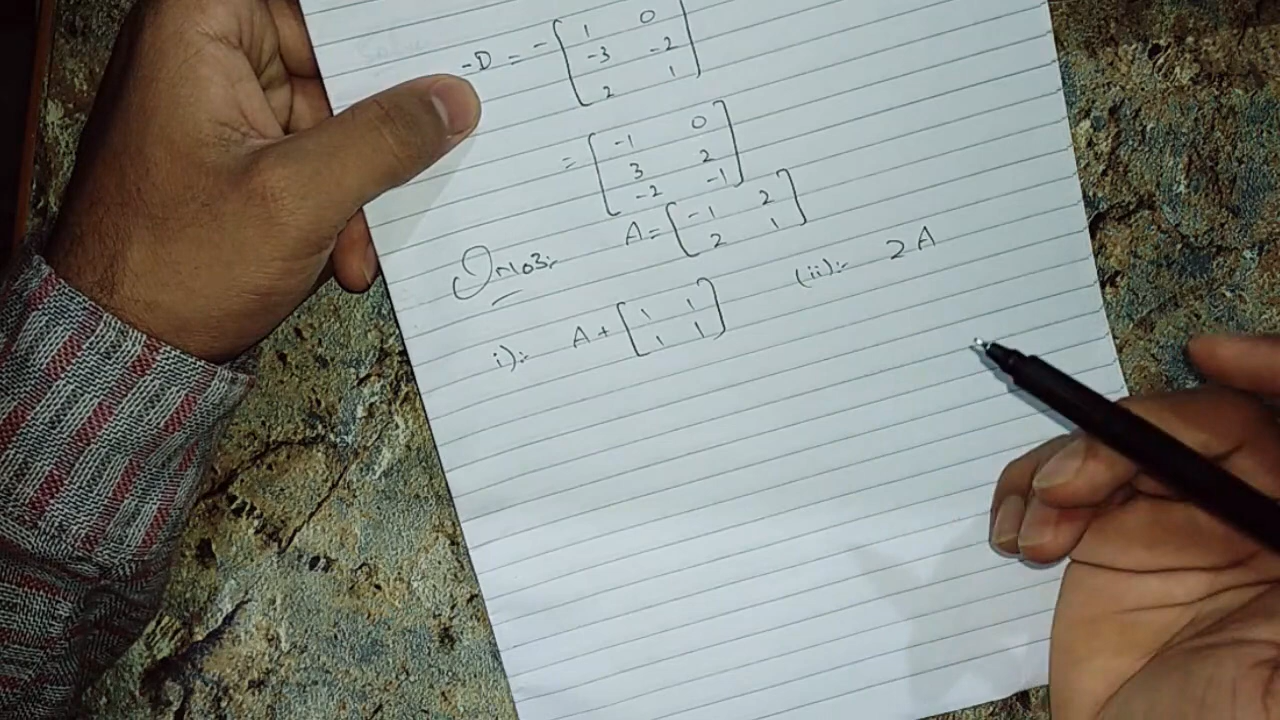 -D = - [ 1 0
-3 -2
2 1 ]
= [ -1 0
3 2
-2 -1 ]
Q no3:- A = [ -1 2
2 1 ]
i):- A + [ 1 1 (ii):- 2A
1 1 ]